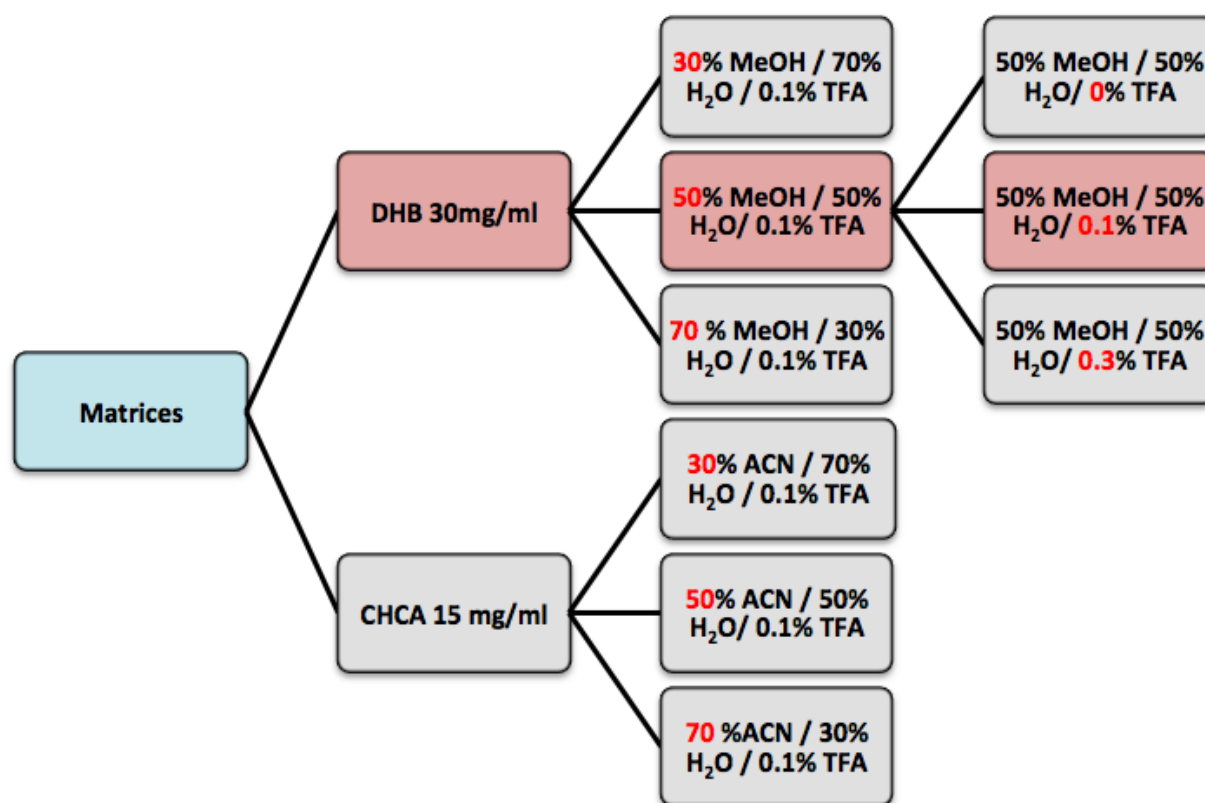 Matrices
DHB 30mg/ml
CHCA 15 mg/ml
30% MeOH / 70%
H₂O / 0.1% TFA
50% MeOH / 50%
H₂O/ 0.1% TFA
70 % MeOH / 30%
H₂O / 0.1% TFA
30% ACN / 70%
H₂O / 0.1% TFA
50% ACN / 50%
H₂O/ 0.1% TFA
70 %ACN / 30%
H₂O / 0.1% TFA
50% MeOH / 50%
H₂O/ 0% TFA
50% MeOH / 50%
H₂O/ 0.1% TFA
50% MeOH / 50%
H₂O/ 0.3% TFA